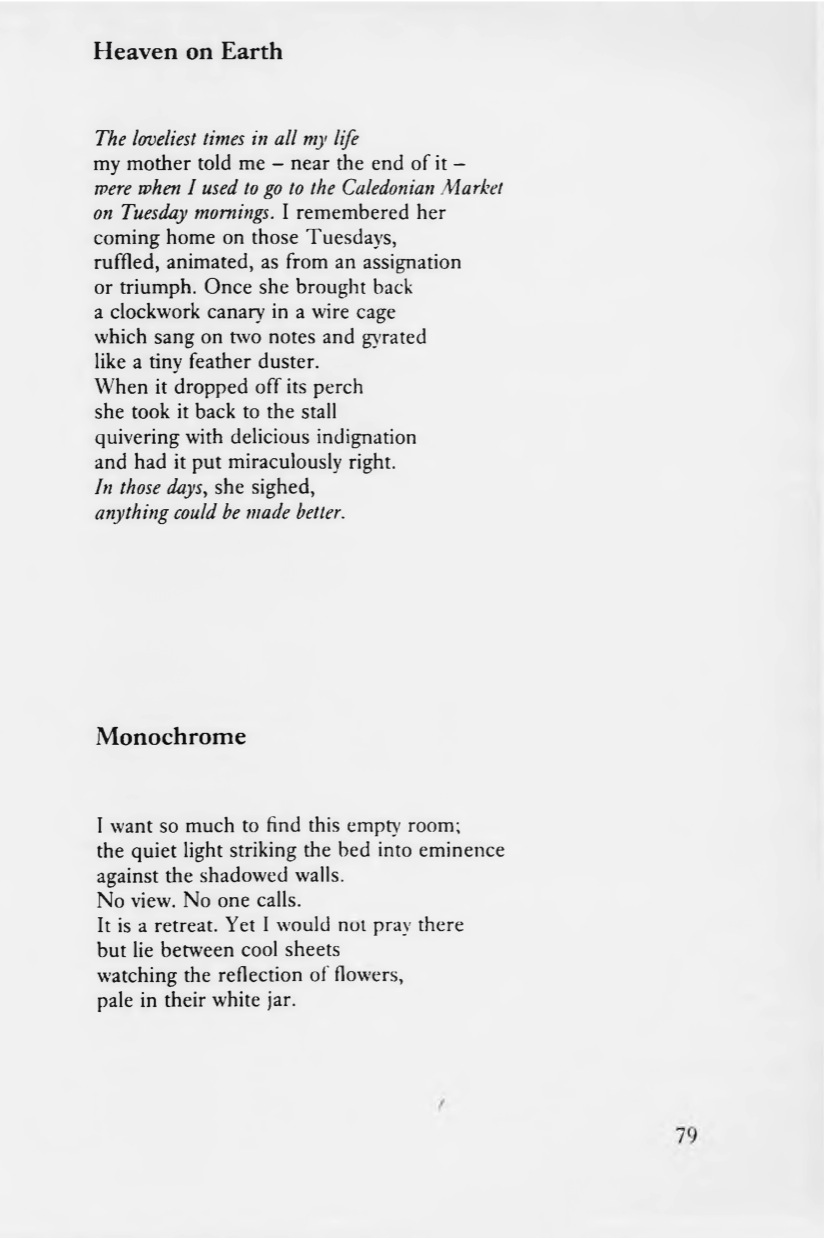 Heaven on Earth
The loveliest times in all my life
my mother told me – near the end of it –
were when I used to go to the Caledonian Market
on Tuesday mornings. I remembered her
coming home on those Tuesdays,
ruffled, animated, as from an assignation
or triumph. Once she brought back
a clockwork canary in a wire cage
which sang on two notes and gyrated
like a tiny feather duster.
When it dropped off its perch
she took it back to the stall
quivering with delicious indignation
and had it put miraculously right.
In those days, she sighed,
anything could be made better.
Monochrome
I want so much to find this empty room;
the quiet light striking the bed into eminence
against the shadowed walls.
No view. No one calls.
It is a retreat. Yet I would not pray there
but lie between cool sheets
watching the reflection of flowers,
pale in their white jar.
79